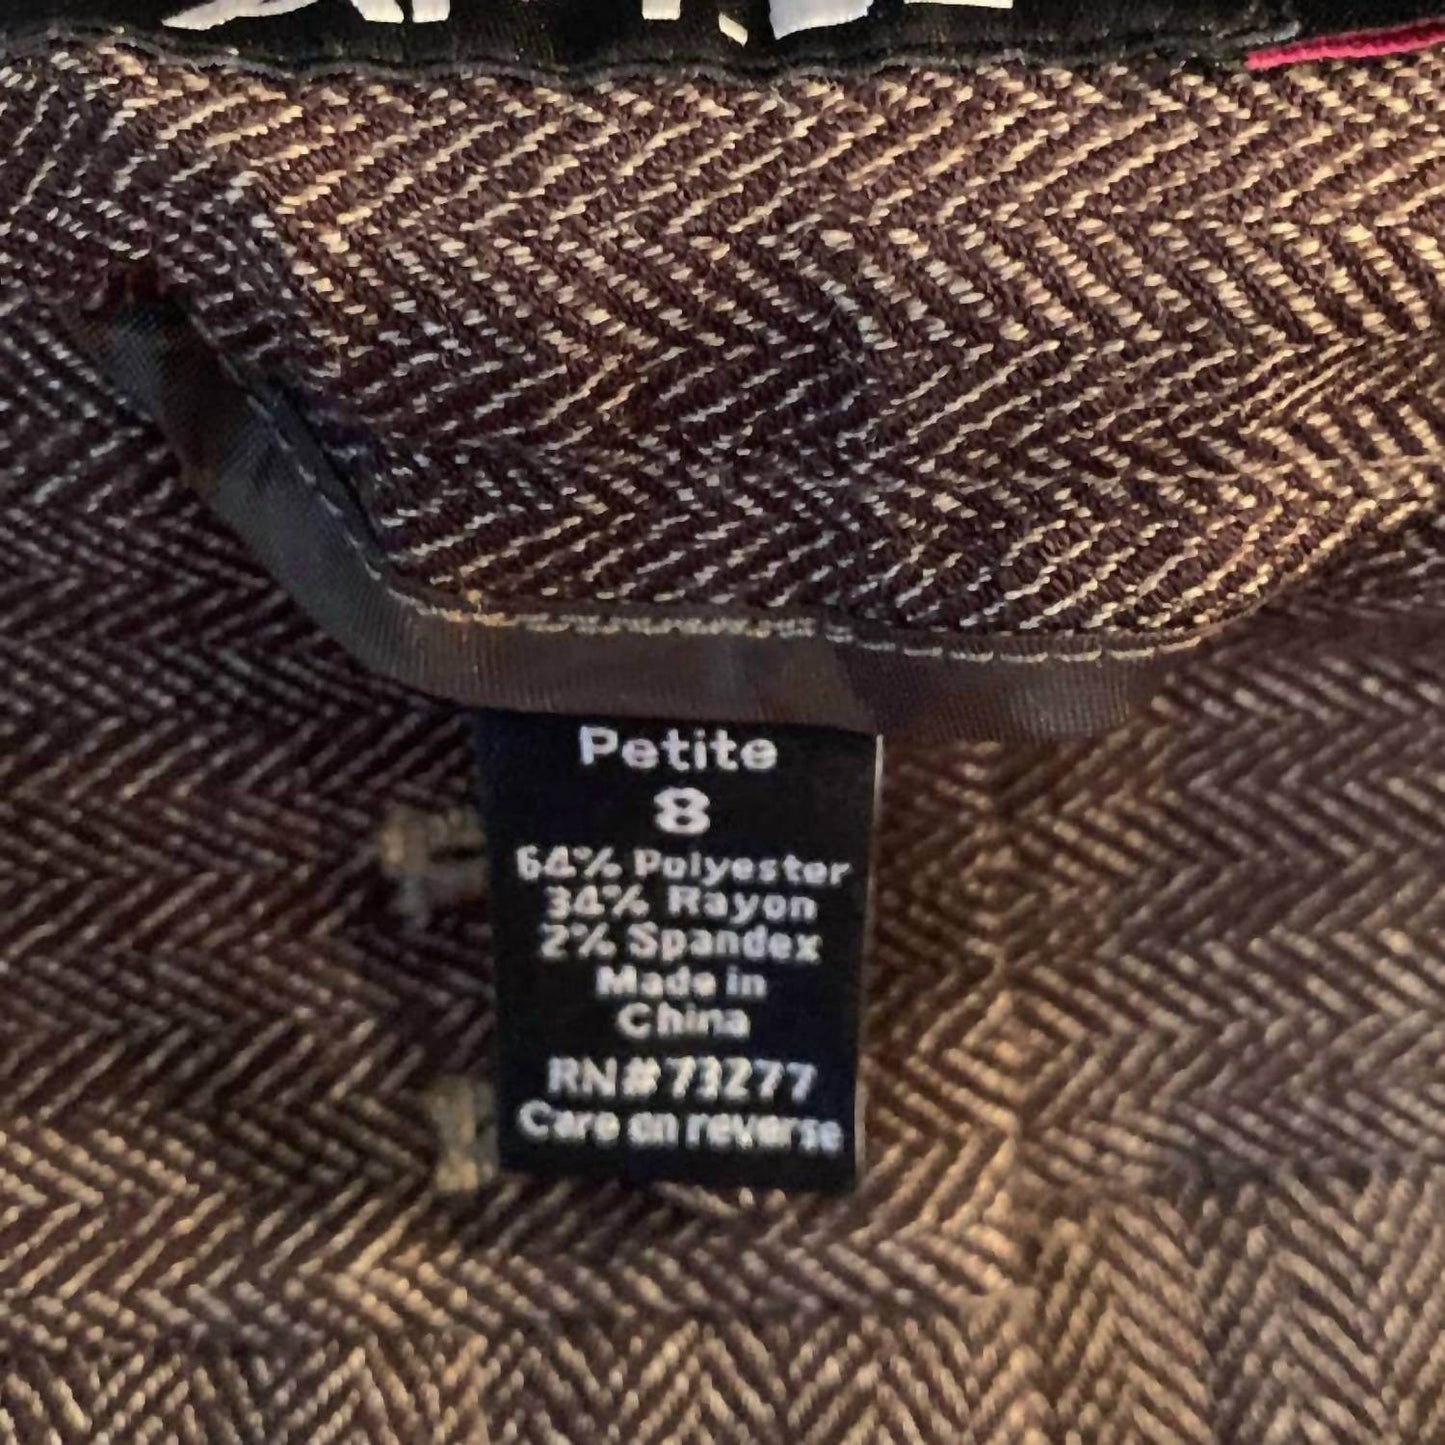 Petite
8
64% Polyester
34% Rayon
2% Spandex
Made in
China
RN#73277
Care on reverse